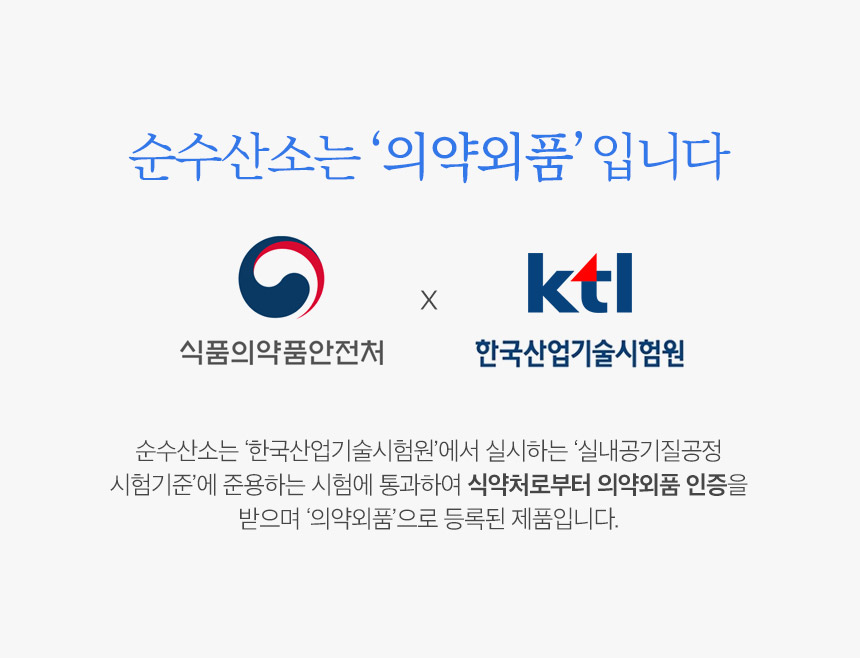 순수산소는 ‘의약외품’ 입니다
식품의약품안전처
X
ktl
한국산업기술시험원
순수산소는 ‘한국산업기술시험원’에서 실시하는 ‘실내공기질공정
시험기준’에 준용하는 시험에 통과하여 식약처로부터 의약외품 인증을
받으며 ‘의약외품’으로 등록된 제품입니다.